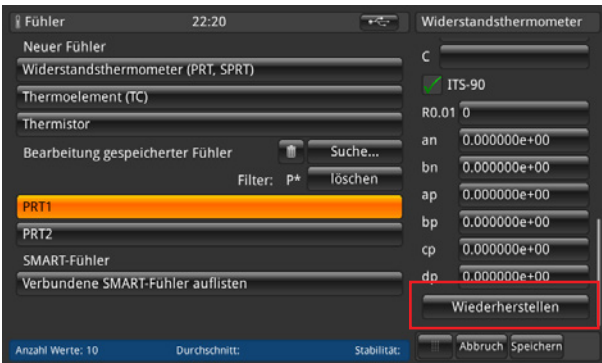 Fühler 22:20
Neuer Fühler
Widerstandsthermometer (PRT, SPRT)
Thermoelement (TC)
Thermistor
Bearbeitung gespeicherter Fühler Suche...
Filter: P* löschen
PRT1
PRT2
SMART-Fühler
Verbundene SMART-Fühler auflisten
Anzahl Werte: 10 Durchschnitt: Stabilität:
Widerstandsthermometer
C
ITS-90
R0.01 0
an 0.000000e+00
bn 0.000000e+00
ap 0.000000e+00
bp 0.000000e+00
cp 0.000000e+00
dp 0.000000e+00
Wiederherstellen
Abbruch Speichern